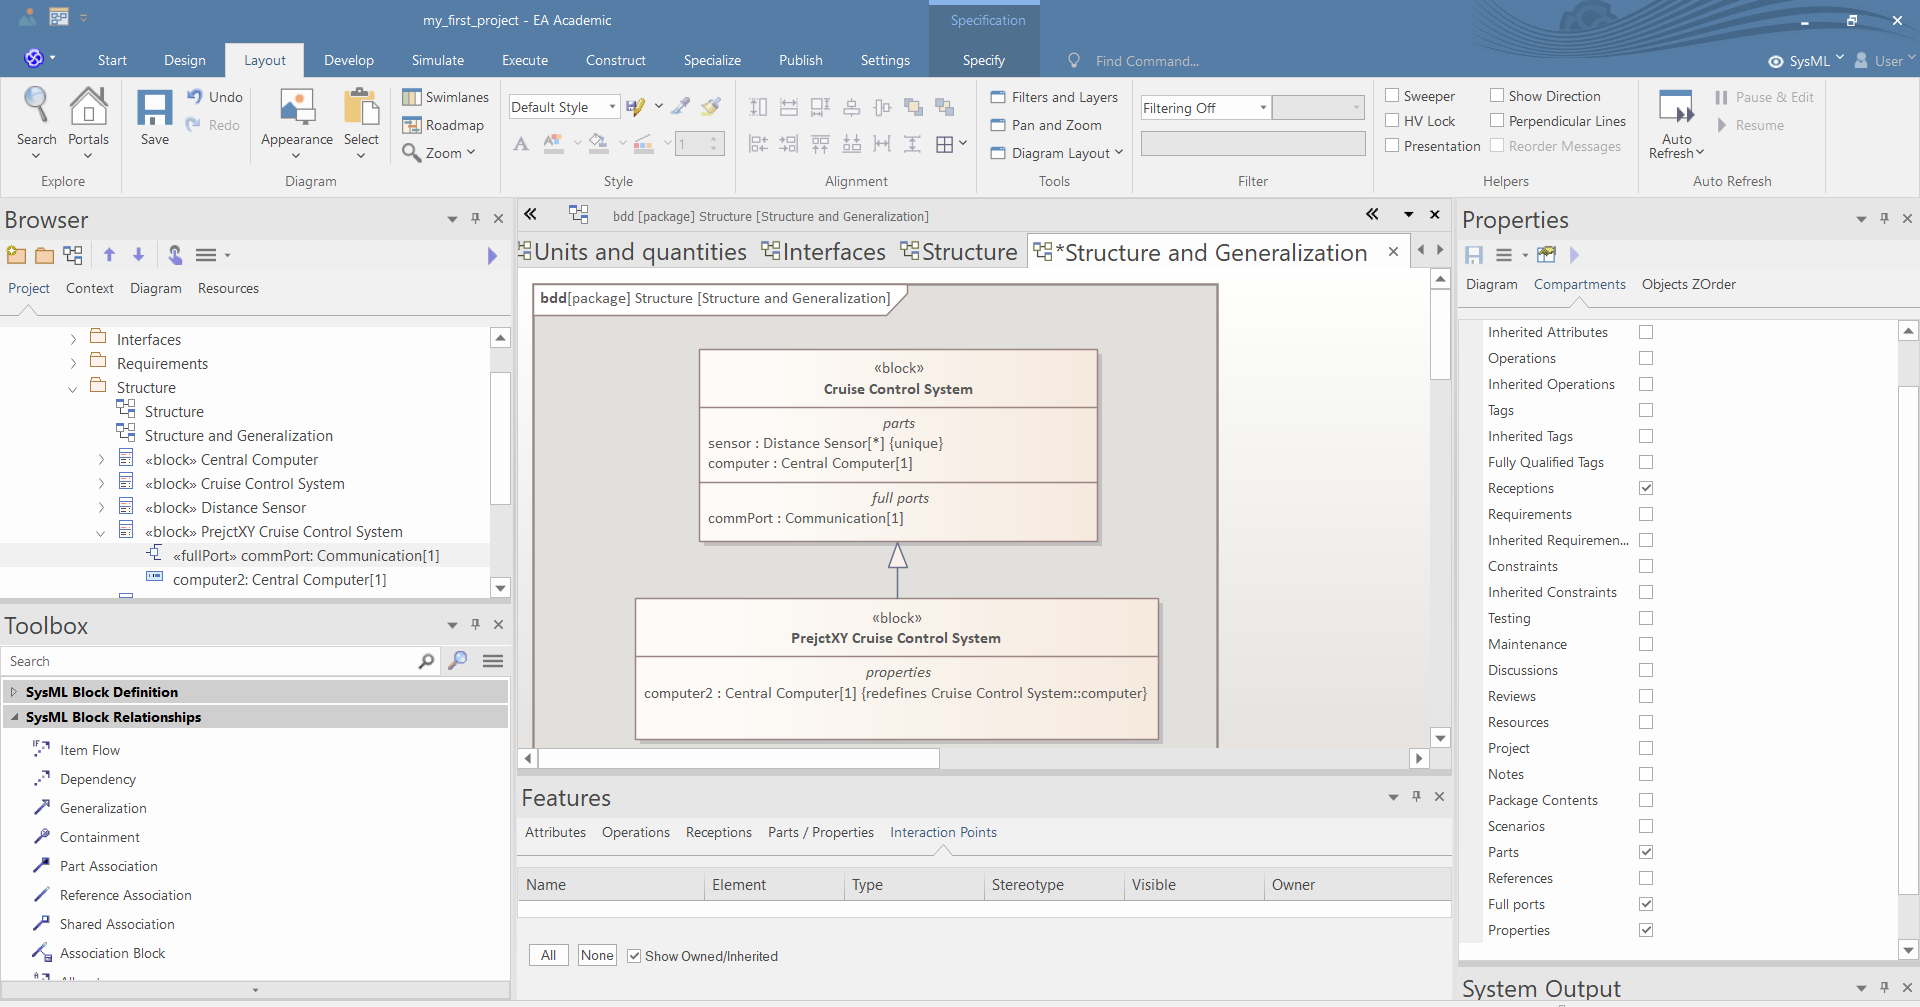 my_first_project - EA Academic
Specification
Start
Design
Layout
Develop
Simulate
Execute
Construct
Specialize
Publish
Settings
Specify
Find Command...
SysML
User
Search
Portals
Explore
Save
Undo
Redo
Appearance
Select
Swimlanes
Roadmap
Zoom
Diagram
Default Style
1
Style
Alignment
Filters and Layers
Pan and Zoom
Diagram Layout
Tools
Filtering Off
Filter
Sweeper
HV Lock
Presentation
Show Direction
Perpendicular Lines
Reorder Messages
Helpers
Auto Refresh
Pause & Edit
Resume
Auto Refresh
Browser
Project
Context
Diagram
Resources
Interfaces
Requirements
Structure
Structure
Structure and Generalization
«block» Central Computer
«block» Cruise Control System
«block» Distance Sensor
«block» PrejctXY Cruise Control System
«fullPort» commPort: Communication[1]
computer2: Central Computer[1]
Toolbox
Search
SysML Block Definition
SysML Block Relationships
Item Flow
Dependency
Generalization
Containment
Part Association
Reference Association
Shared Association
Association Block
bdd [package] Structure [Structure and Generalization]
Units and quantities
Interfaces
Structure
*Structure and Generalization
bdd[package] Structure [Structure and Generalization]
«block»
Cruise Control System
parts
sensor : Distance Sensor[*] {unique}
computer : Central Computer[1]
full ports
commPort : Communication[1]
«block»
PrejctXY Cruise Control System
properties
computer2 : Central Computer[1] {redefines Cruise Control System::computer}
Features
Attributes
Operations
Receptions
Parts / Properties
Interaction Points
Name
Element
Type
Stereotype
Visible
Owner
All
None
Show Owned/Inherited
Properties
Diagram
Compartments
Objects ZOrder
Inherited Attributes
Operations
Inherited Operations
Tags
Inherited Tags
Fully Qualified Tags
Receptions
Requirements
Inherited Requiremen...
Constraints
Inherited Constraints
Testing
Maintenance
Discussions
Reviews
Resources
Project
Notes
Package Contents
Scenarios
Parts
References
Full ports
Properties
System Output